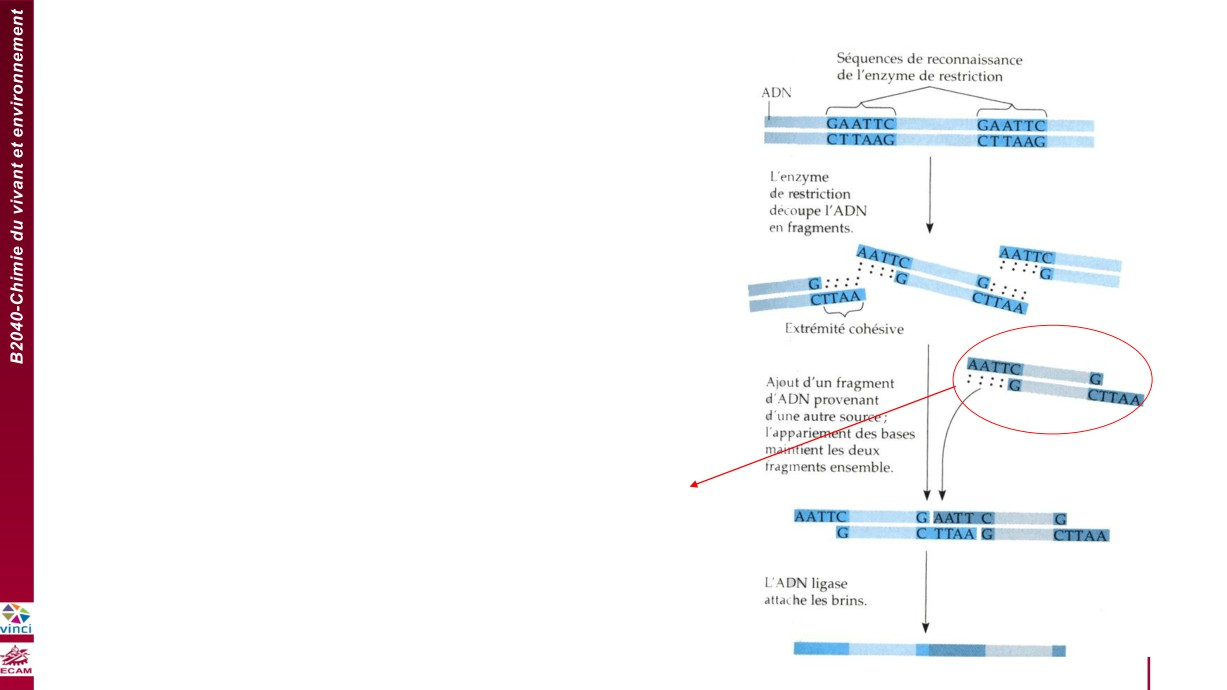 B2040-Chimie du vivant et environnement
vinci
ECAM
Séquences de reconnaissance
de l'enzyme de restriction
ADN
GAATTC
GAATTC
CTTAAG
CTTAAG
L'enzyme
de restriction
découpe l'ADN
en fragments.
AATTC
G
G
CTTAA
G
CTTAA
AATTC
G
Extrémité cohésive
AATTC
G
G
CTTAA
Ajout d'un fragment
d'ADN provenant
d'une autre source ;
l'appariement des bases
maintient les deux
fragments ensemble.
AATTC G AATT C G
G C TTAA G CTTAA
L'ADN ligase
attache les brins.